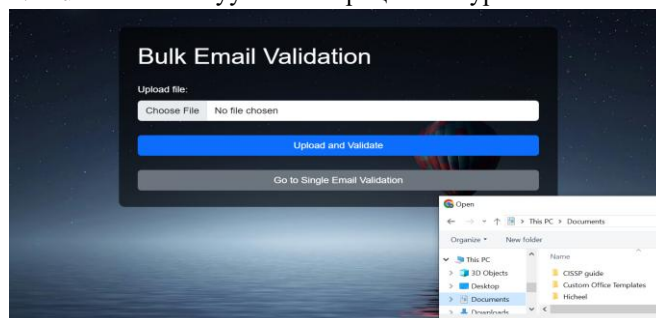 Bulk Email Validation
Upload file:
Choose File No file chosen
Upload and Validate
Go to Single Email Validation
Open
This PC > Documents
Organize New folder
Name
This PC
3D Objects
Desktop
Documents
Downloads
CISSP guide
Custom Office Templates
Hicheel